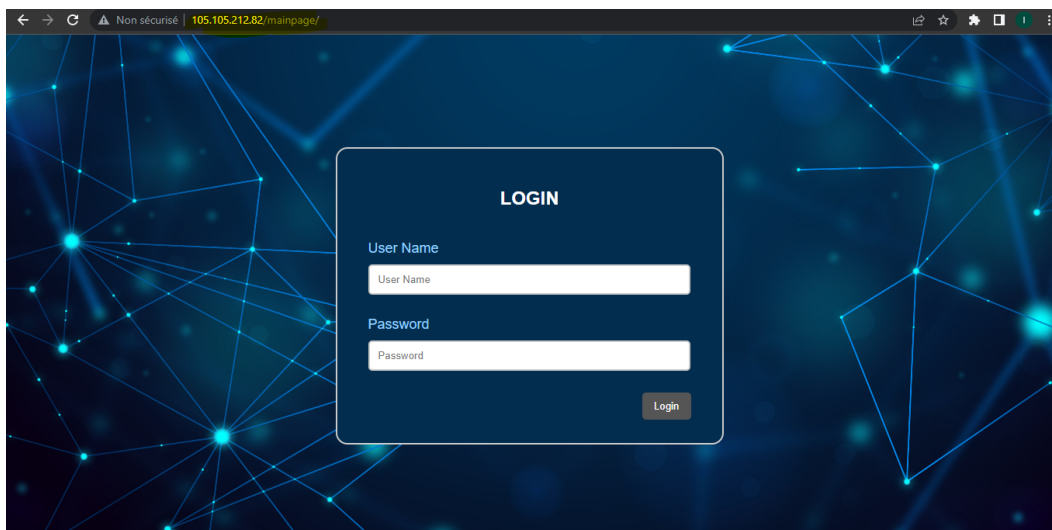 Non sécurisé | 105.105.212.82/mainpage/
I
LOGIN
User Name
User Name
Password
Password
Login